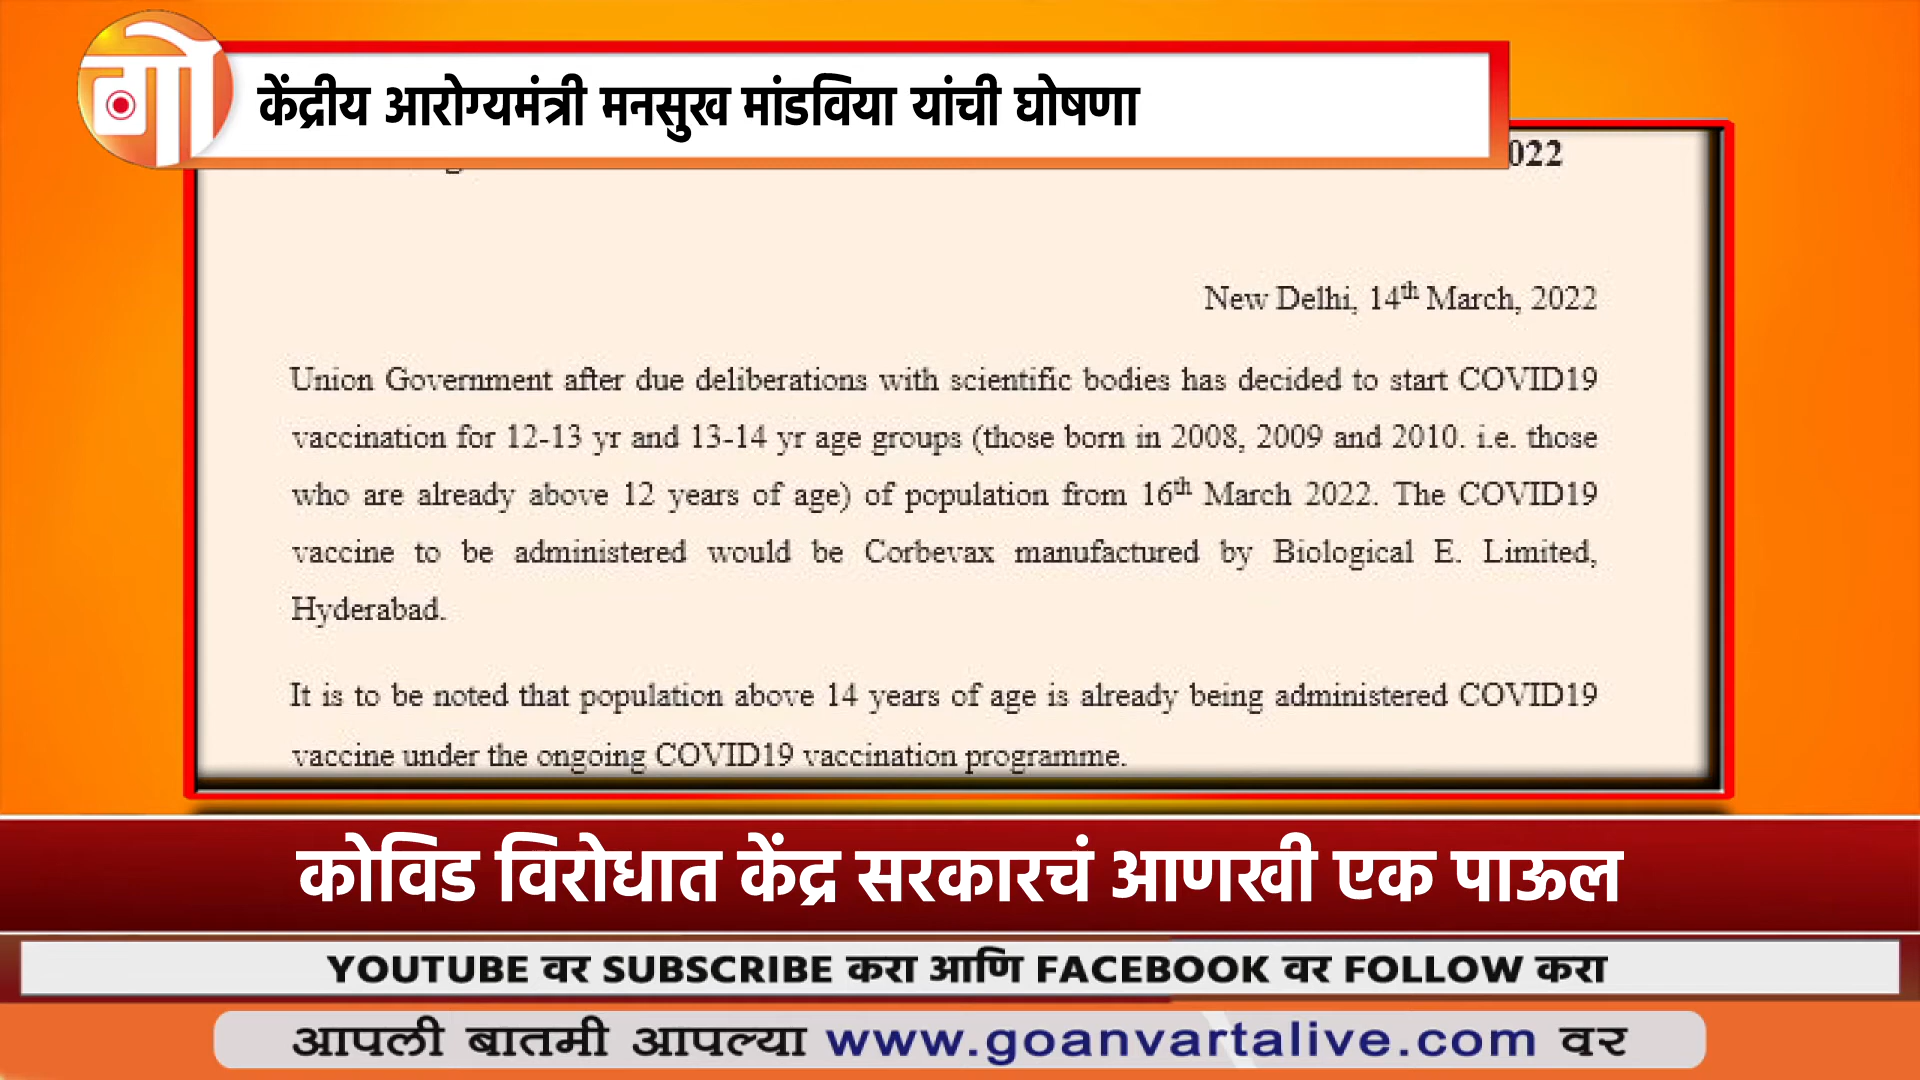 गो
केंद्रीय आरोग्यमंत्री मनसुख मांडविया यांची घोषणा
022
New Delhi, 14th March, 2022
Union Government after due deliberations with scientific bodies has decided to start COVID19
vaccination for 12-13 yr and 13-14 yr age groups (those born in 2008, 2009 and 2010. i.e. those
who are already above 12 years of age) of population from 16th March 2022. The COVID19
vaccine to be administered would be Corbevax manufactured by Biological E. Limited,
Hyderabad.
It is to be noted that population above 14 years of age is already being administered COVID19
vaccine under the ongoing COVID19 vaccination programme.
कोविड विरोधात केंद्र सरकारचं आणखी एक पाऊल
YOUTUBE वर SUBSCRIBE करा आणि FACEBOOK वर FOLLOW करा
आपली बातमी आपल्या www.goanvartalive.com वर